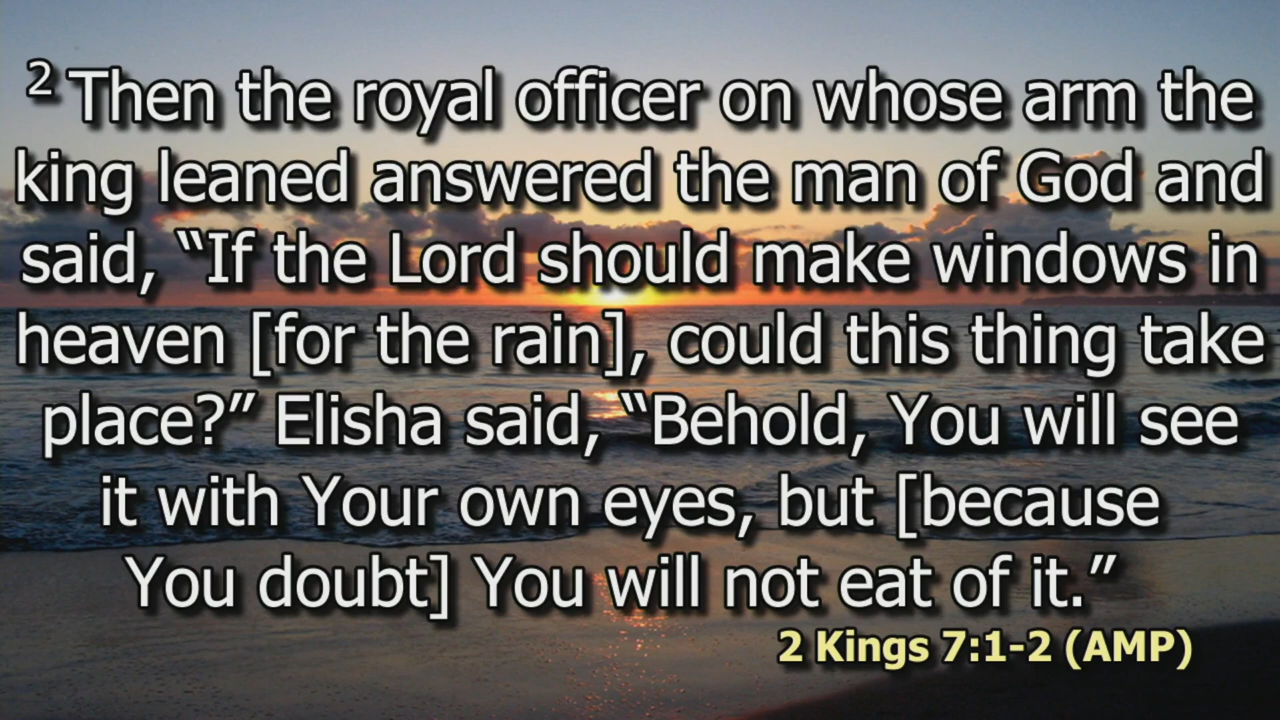 2 Then the royal officer on whose arm the
king leaned answered the man of God and
said, “If the Lord should make windows in
heaven [for the rain], could this thing take
place?” Elisha said, “Behold, You will see
it with Your own eyes, but [because
You doubt] You will not eat of it.”
2 Kings 7:1-2 (AMP)